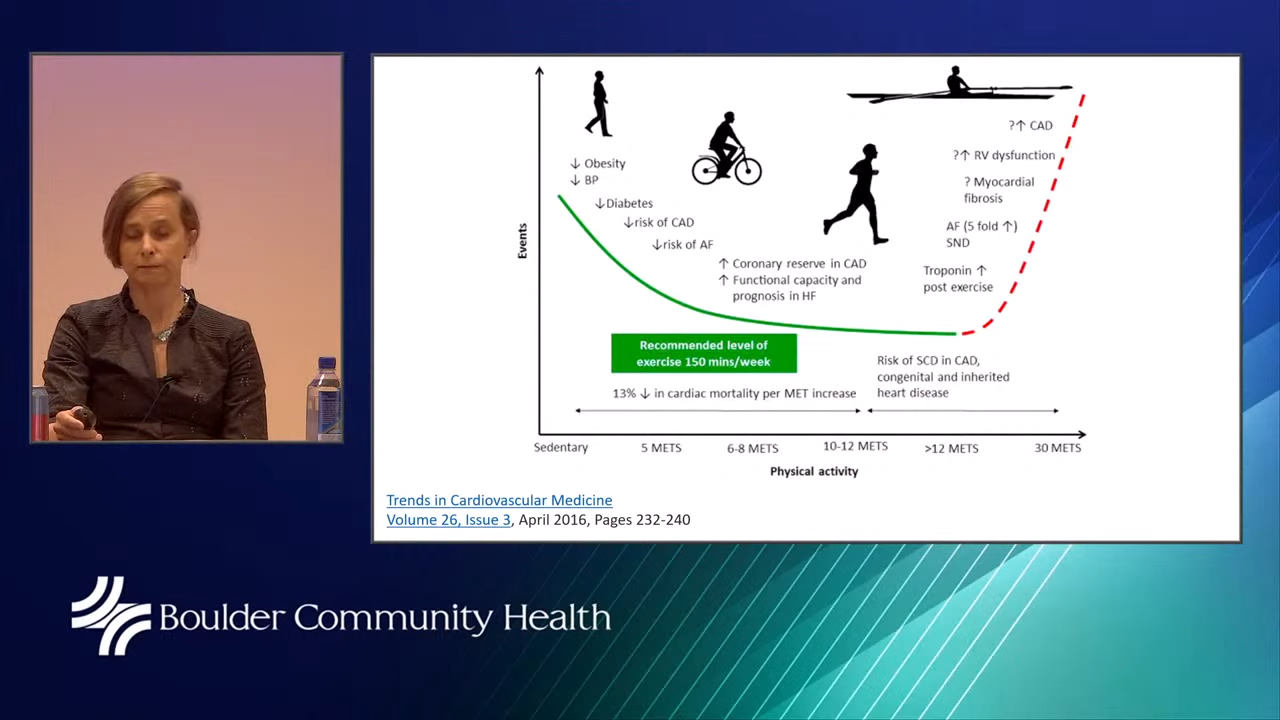 ?↑ CAD
?↑ RV dysfunction
? Myocardial
fibrosis
AF (5 fold ↑)
SND
Troponin ↑
post exercise
↓ Obesity
↓ BP
↓Diabetes
↓risk of CAD
↓risk of AF
↑ Coronary reserve in CAD
↑ Functional capacity and
prognosis in HF
Events
Recommended level of
exercise 150 mins/week
13% ↓ in cardiac mortality per MET increase
Risk of SCD in CAD,
congenital and inherited
heart disease
Sedentary 5 METS 6-8 METS 10-12 METS >12 METS 30 METS
Physical activity
Trends in Cardiovascular Medicine
Volume 26, Issue 3, April 2016, Pages 232-240
Boulder Community Health